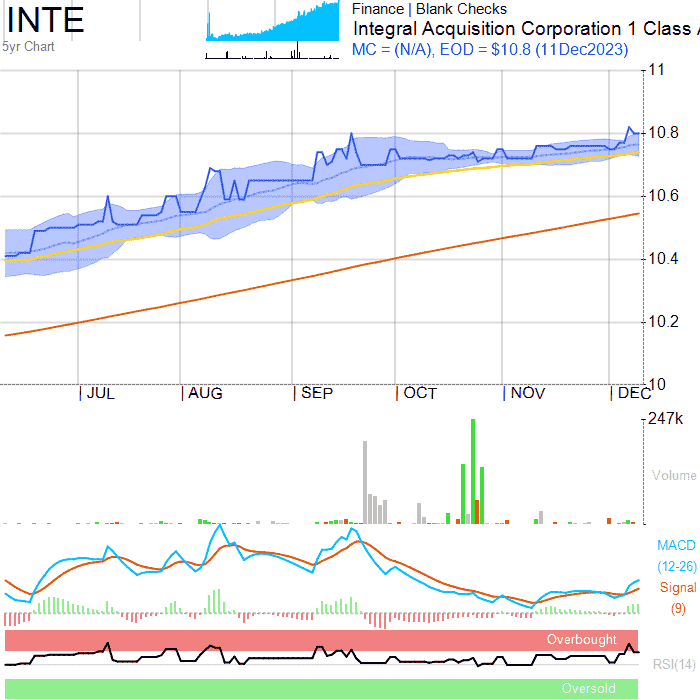 INTE
5yr Chart
Finance | Blank Checks
Integral Acquisition Corporation 1 Class A
MC = (N/A), EOD = $10.8 (11Dec2023)
11
10.8
10.6
10.4
10.2
10
JUL
AUG
SEP
OCT
NOV
DEC
247k
Volume
MACD
(12-26)
Signal
(9)
Overbought
RSI(14)
Oversold